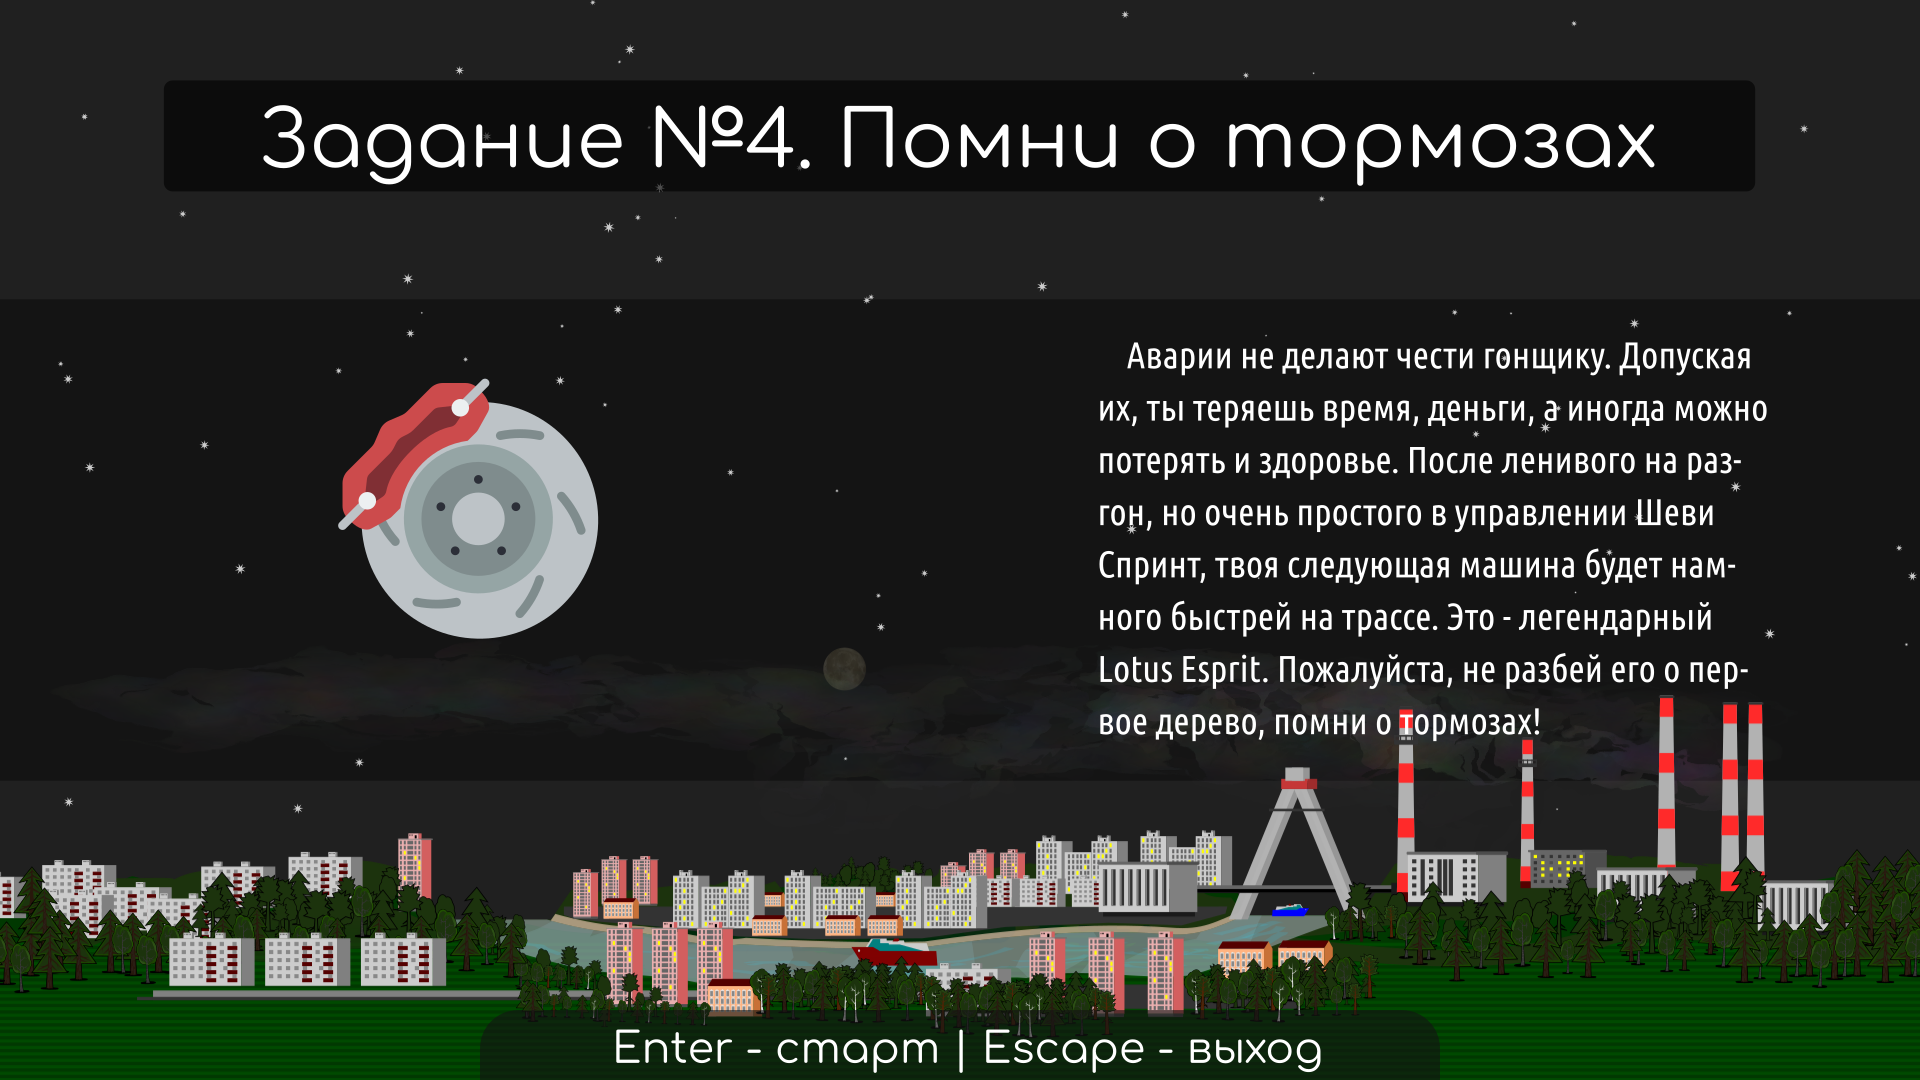 Задание №4. Помни о тормозах
Аварии не делают чести гонщику. Допуская
их, ты теряешь время, деньги, а иногда можно
потерять и здоровье. После ленивого на раз-
гон, но очень простого в управлении Шеви
Спринт, твоя следующая машина будет нам-
ного быстрей на трассе. Это - легендарный
Lotus Esprit. Пожалуйста, не разбей его о пер-
вое дерево, помни о тормозах!
Enter - старт | Escape - выход